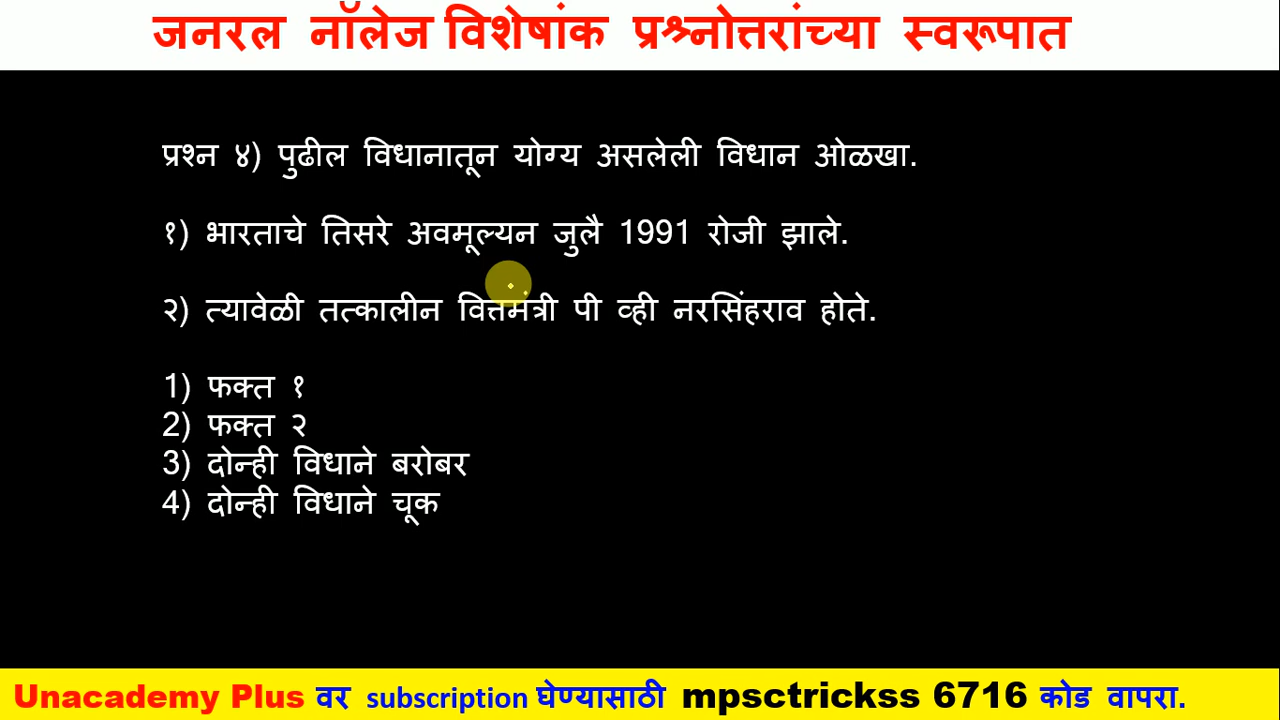 जनरल नॉलेज विशेषांक प्रश्नोत्तरांच्या स्वरूपात
प्रश्न ४) पुढील विधानातून योग्य असलेली विधान ओळखा.
१) भारताचे तिसरे अवमूल्यन जुलै 1991 रोजी झाले.
२) त्यावेळी तत्कालीन वित्तमंत्री पी व्ही नरसिंहराव होते.
1) फक्त १
2) फक्त २
3) दोन्ही विधाने बरोबर
4) दोन्ही विधाने चूक
Unacademy Plus वर subscription घेण्यासाठी mpsctrickss 6716 कोड वापरा.